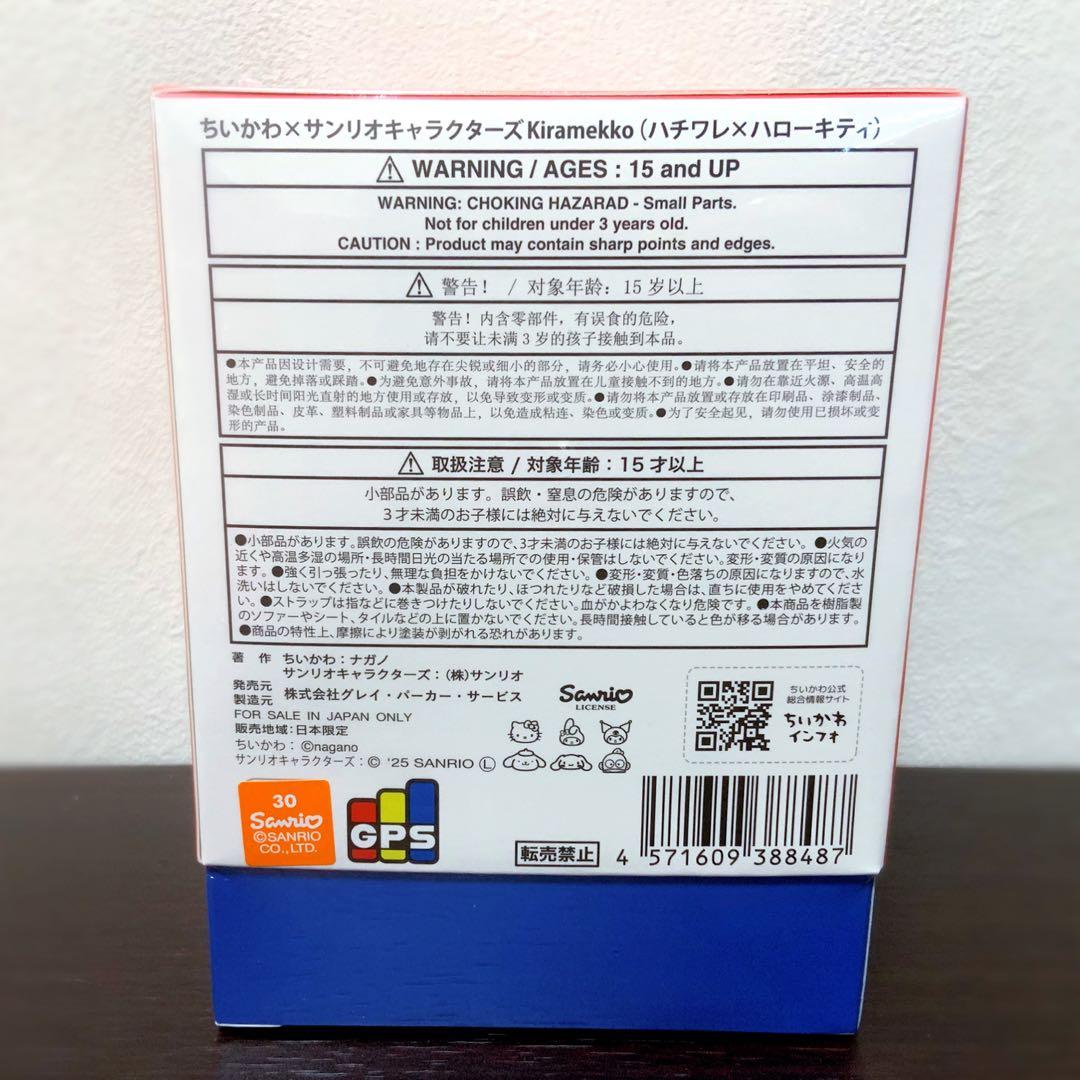 ちいかわ×サンリオキャラクターズKiramekko(ハチワレ×ハローキティ)
⚠ WARNING / AGES : 15 and UP
WARNING: CHOKING HAZARAD - Small Parts.
Not for children under 3 years old.
CAUTION : Product may contain sharp points and edges.
⚠ 警告! / 对象年龄: 15 岁以上
警告! 内含零部件，有误食的危险，
请不要让未满 3 岁的孩子接触到本品。
●本产品因设计需要，不可避免地存在尖锐或细小的部分，请务必小心使用。●请将本产品放置在平坦、安全的
地方，避免掉落或踩踏。●为避免意外事故，请将本产品放置在儿童接触不到的地方。●请勿在靠近火源、高温高
湿或长时间阳光直射的地方使用或存放，以免导致变形或变质。●请勿将本产品放置或存放在印刷品、涂漆制品、
染色制品、皮革、塑料制品或家具等物品上，以免造成粘连、染色或变质。●为了安全起见，请勿使用已损坏或变
形的产品。
⚠ 取扱注意 / 対象年齢 : 15才以上
小部品があります。誤飲・窒息の危険がありますので、
3才未満のお子様には絶対に与えないでください。
●小部品があります。誤飲の危険がありますので、3才未満のお子様には絶対に与えないでください。●火気の
近くや高温多湿の場所・長時間日光の当たる場所での使用・保管はしないでください。変形・変質の原因になり
ます。●強く引っ張ったり、無理な負担をかけないでください。●変形・変質・色落ちの原因になりますので、水
洗いはしないでください。●本製品が破れたり、ほつれたりなど破損した場合は、直ちに使用をやめてくださ
い。●ストラップは指などに巻きつけたりしないでください。血がかよわなくなり危険です。●本商品を樹脂製
のソファーやシート、タイルなどの上に置かないでください。長時間接触していると色が移る場合があります。
●商品の特性上、摩擦により塗装が剥がれる恐れがあります。
著 作 ちいかわ:ナガノ
サンリオキャラクターズ:(株)サンリオ
発売元
製造元 株式会社グレイ・パーカー・サービス
FOR SALE IN JAPAN ONLY
販売地域:日本限定
ちいかわ: ©nagano
サンリオキャラクターズ:© '25 SANRIO Ⓛ
Sanrio
LICENSE
ちいかわ公式
総合情報サイト
ちいかわ
インフォ
30
Sanrio
©SANRIO
CO.,LTD.
GPS
転売禁止
4 571609 388487